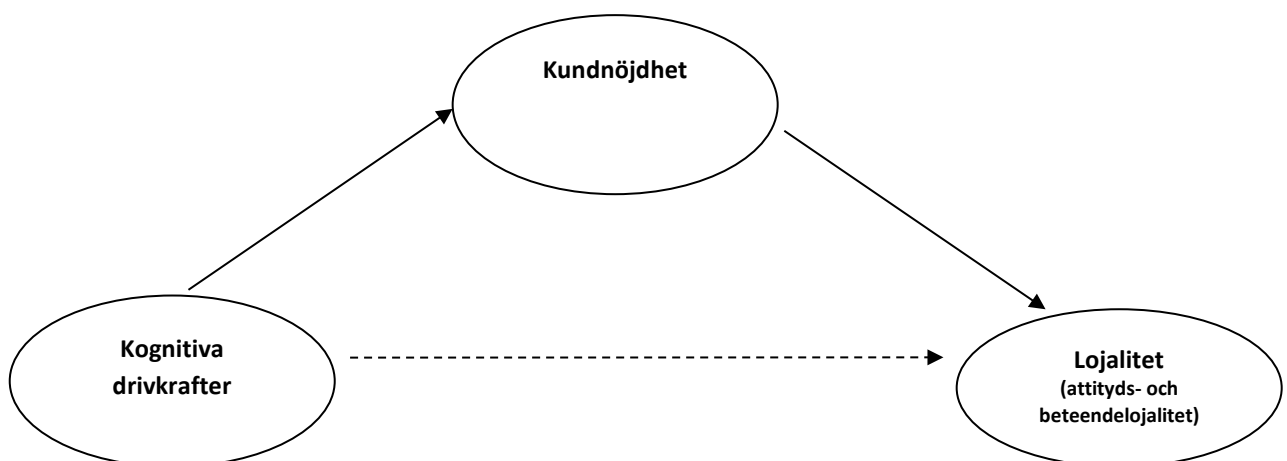 Kundnöjdhet
Kognitiva
drivkrafter
Lojalitet
(attityds- och
beteendelojalitet)